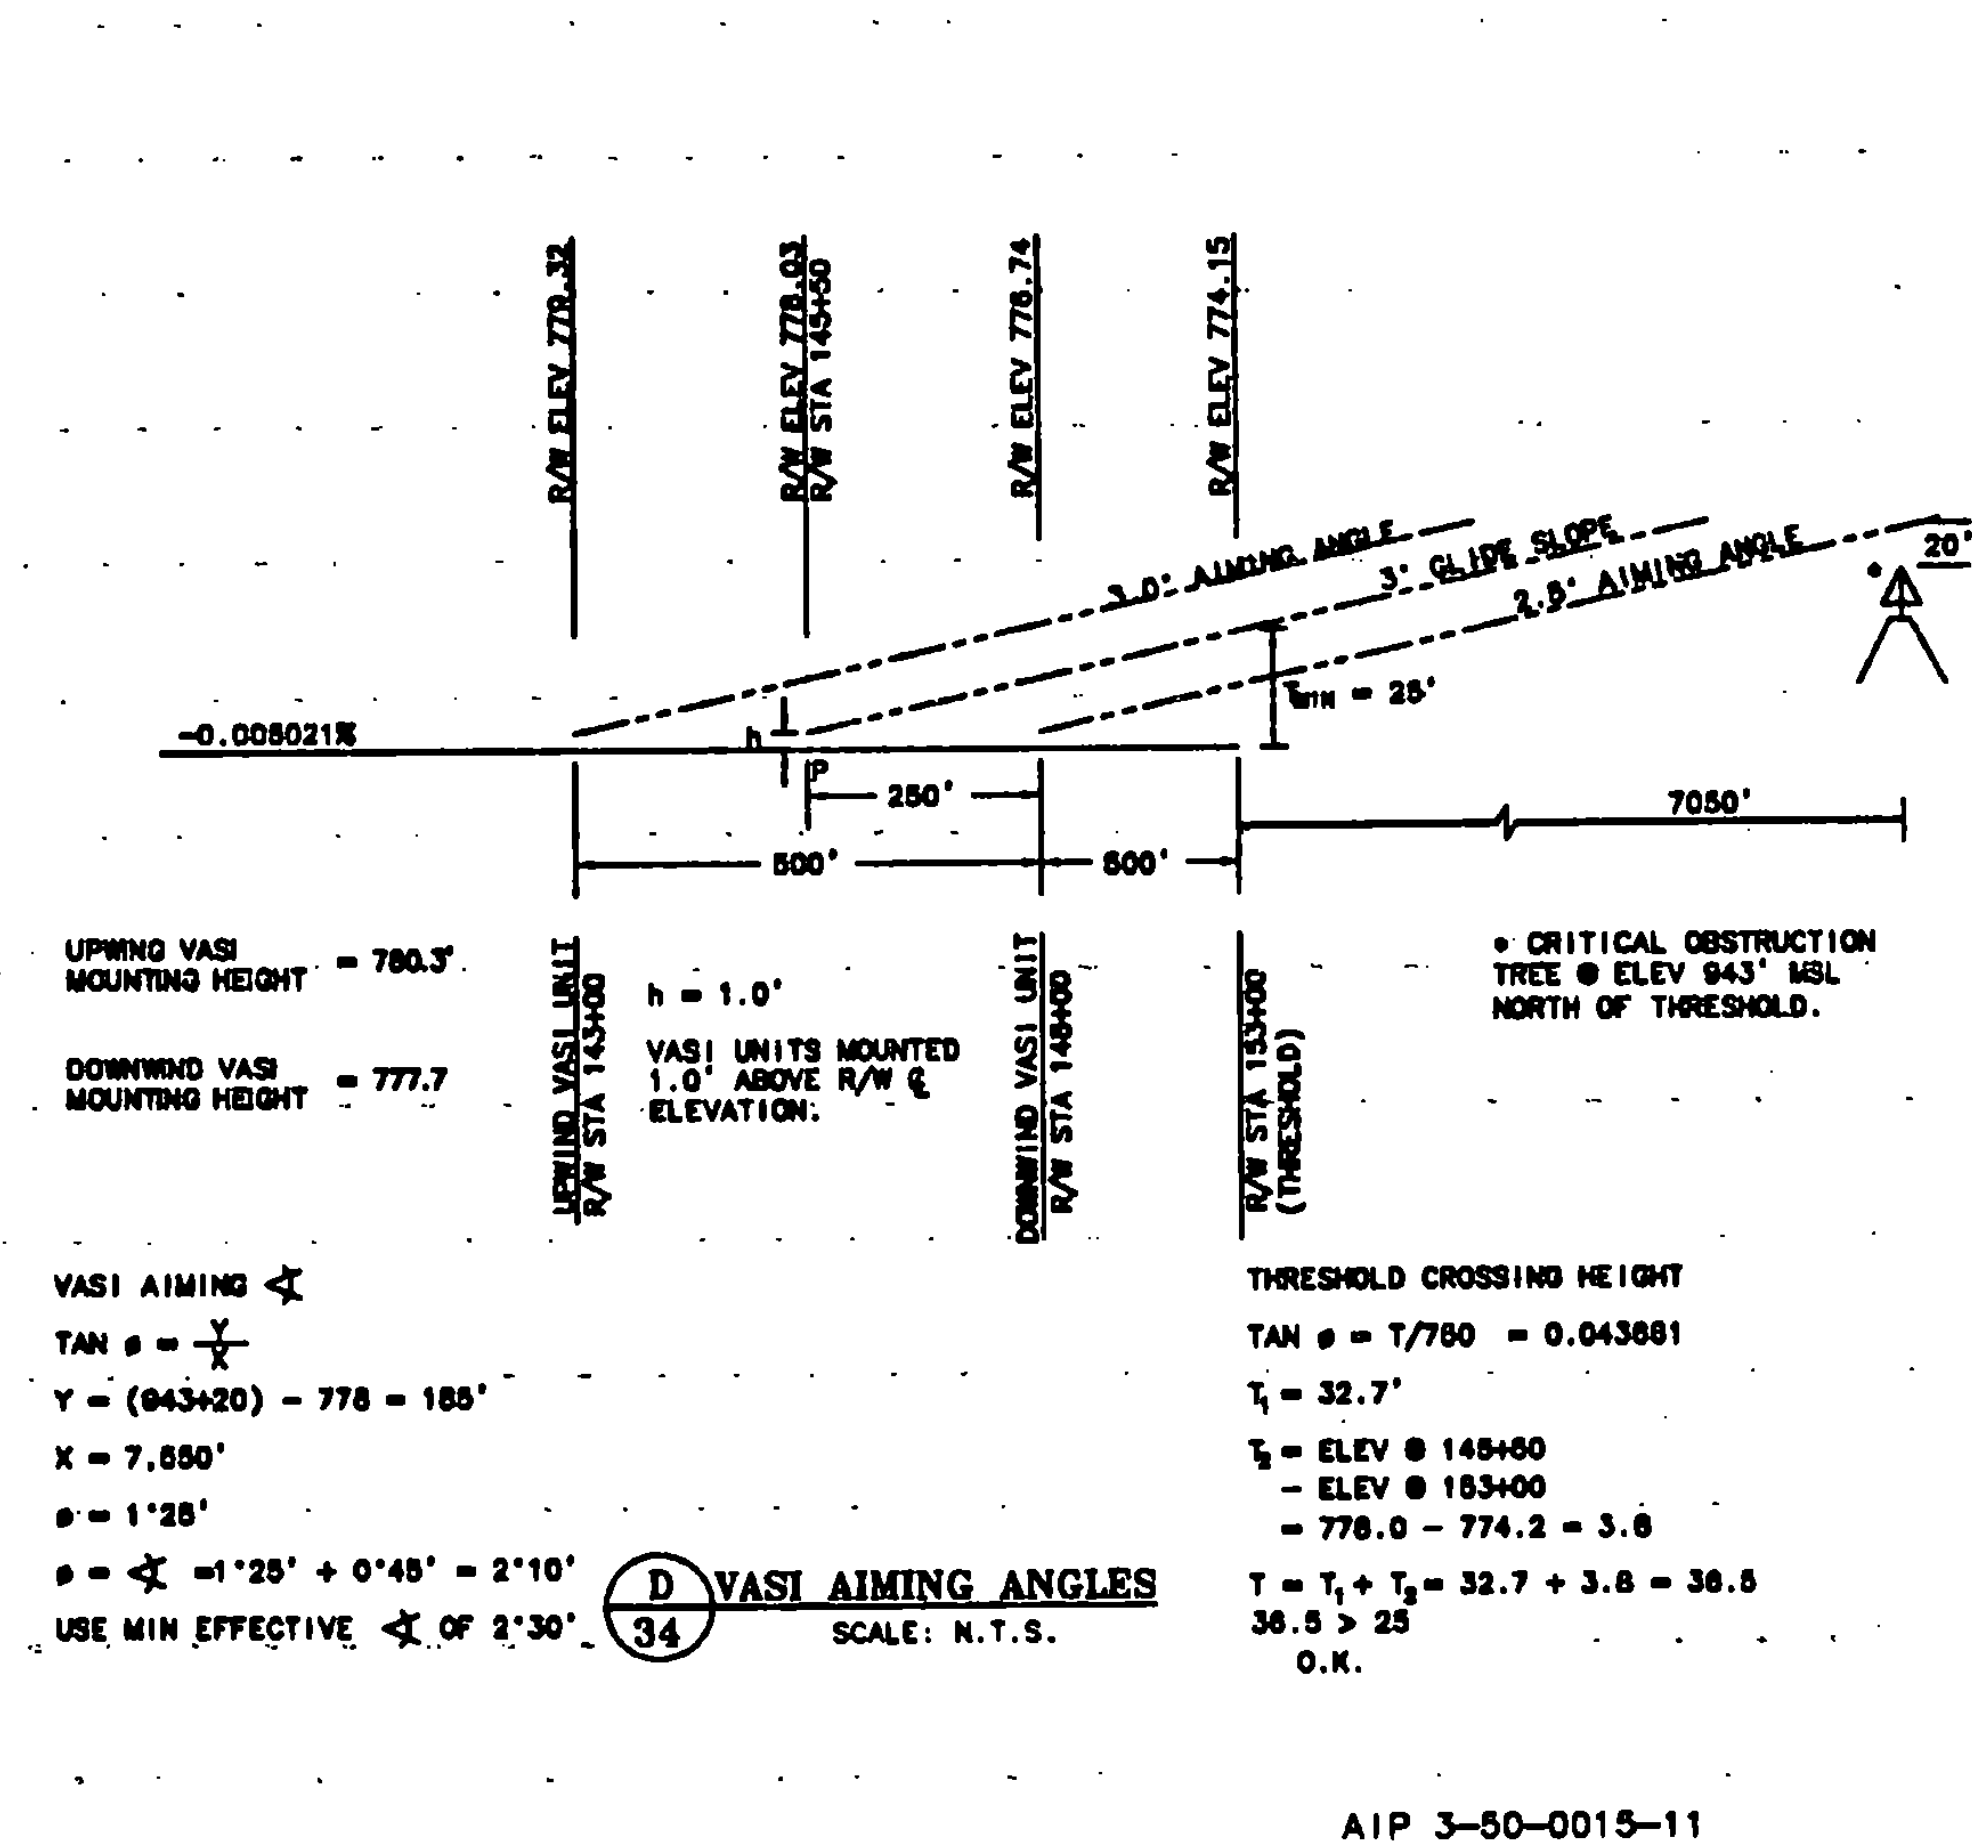 R/W ELEV 779.32
R/W ELEV 778.03
R/W STA 145+50
R/W ELEV 776.74
R/W ELEV 774.15
3.0° AIMING ANGLE
3° GLIDE SLOPE
2.5° AIMING ANGLE
20'
-0.005021%
h
P
TMIN = 25'
250'
7050'
500'
500'
UPWING VASI
MOUNTING HEIGHT = 780.3'
DOWNWIND VASI
MOUNTING HEIGHT = 777.7
UPWIND VASI UNIT
R/W STA 143+00
h = 1.0'
VASI UNITS MOUNTED
1.0' ABOVE R/W ℄
ELEVATION.
DOWNWIND VASI UNIT
R/W STA 148+00
R/W STA 153+00
(THRESHOLD)
* CRITICAL OBSTRUCTION
TREE @ ELEV 943' MSL
NORTH OF THRESHOLD.
VASI AIMING ∢
TAN ø = Y/X
Y = (943+20) - 778 = 185'
X = 7,550'
ø = 1°25'
ø = ∢ =1°25' + 0°45' = 2°10'
USE MIN EFFECTIVE ∢ OF 2°30'
D
34
VASI AIMING ANGLES
SCALE: N.T.S.
THRESHOLD CROSSING HEIGHT
TAN ø = T/750 = 0.043661
T1 = 32.7'
T2 = ELEV @ 145+50
- ELEV @ 153+00
= 778.0 - 774.2 = 3.8
T = T1 + T2 = 32.7 + 3.8 = 36.5
36.5 > 25
O.K.
AIP 3-50-0015-11